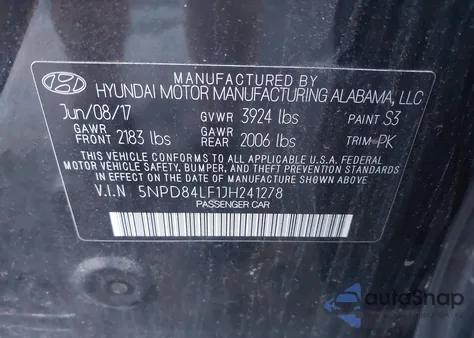 MANUFACTURED BY
HYUNDAI MOTOR MANUFACTURING ALABAMA, LLC
Jun/08/17 GVWR 3924 lbs PAINT S3
GAWR FRONT 2183 lbs GAWR REAR 2006 lbs TRIM PK
THIS VEHICLE CONFORMS TO ALL APPLICABLE U.S.A. FEDERAL
MOTOR VEHICLE SAFETY, BUMPER, AND THEFT STANDARDS
IN EFFECT ON THE DATE OF MANUFACTURE SHOWN ABOVE.
V.I.N 5NPD84LF1JH241278
PASSENGER CAR
autoSnap